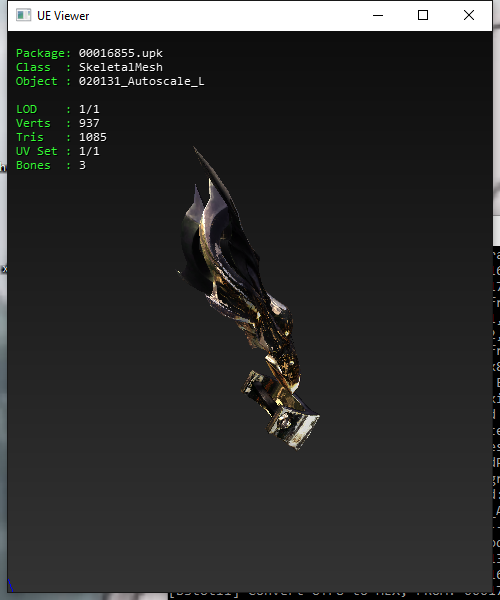 UE Viewer
Package: 00016855.upk
Class : SkeletalMesh
Object : 020131_Autoscale_L
LOD : 1/1
Verts : 937
Tris : 1085
UV Set : 1/1
Bones : 3